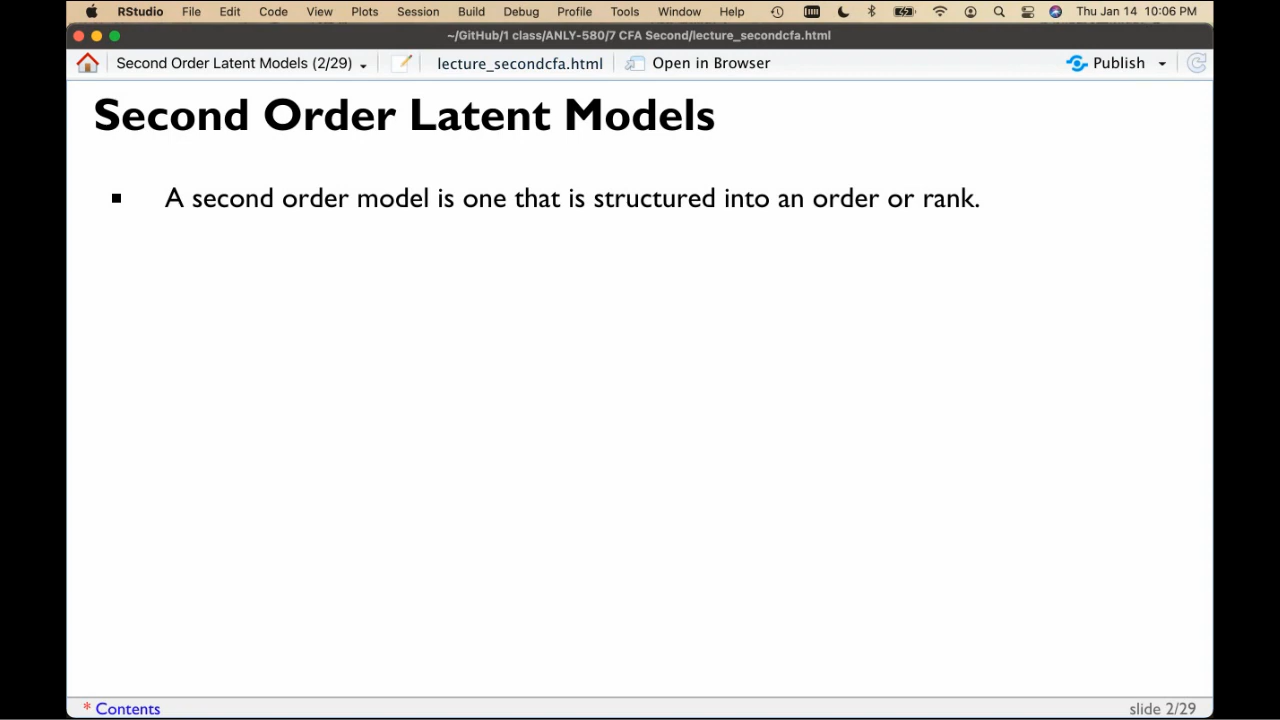 RStudio File Edit Code View Plots Session Build Debug Profile Tools Window Help Thu Jan 14 10:06 PM
~/GitHub/1 class/ANLY-580/7 CFA Second/lecture_secondcfa.html
Second Order Latent Models (2/29) lecture_secondcfa.html Open in Browser Publish
Second Order Latent Models
▪ A second order model is one that is structured into an order or rank.
* Contents slide 2/29